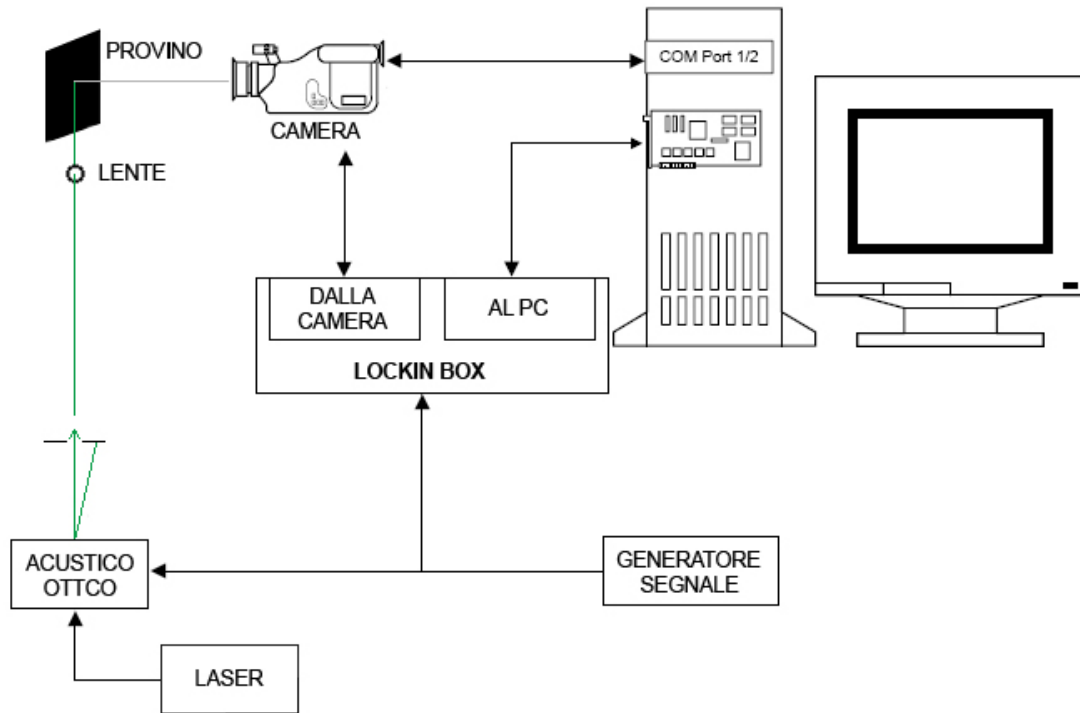 PROVINO
COM Port 1/2
CAMERA
LENTE
DALLA
CAMERA
AL PC
LOCKIN BOX
ACUSTICO
OTTCO
GENERATORE
SEGNALE
LASER